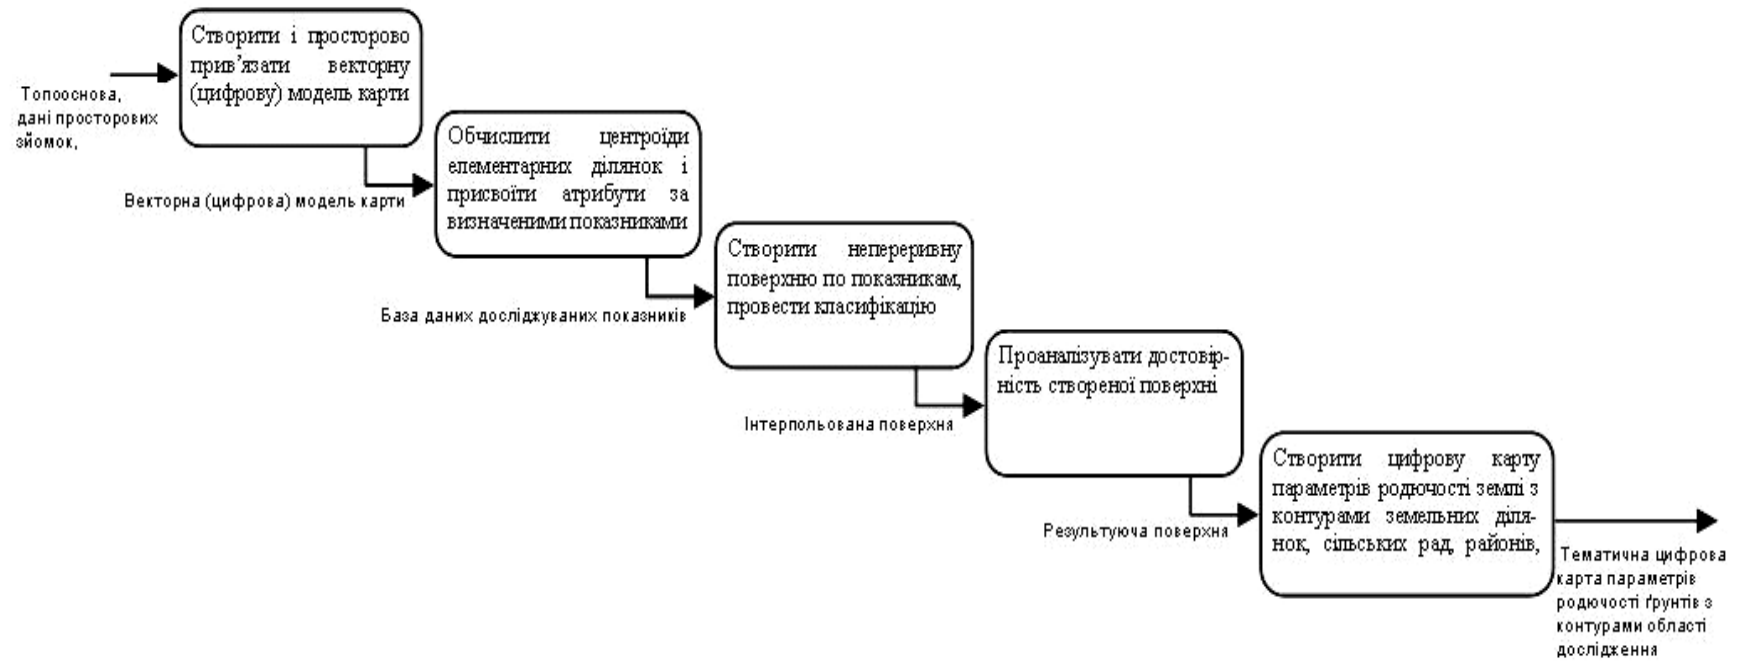 Створити і просторово
прив’язати векторну
(цифрову) модель карти
Топооснова,
дані просторових
зйомок,
Обчислити центроїди
елементарних ділянок і
присвоїти атрибути за
визначеними показниками
Векторна (цифрова) модель карти
Створити непереривну
поверхню по показникам,
провести класифікацію
База даних досліджуваних показників
Проаналізувати достовір-
ність створеної поверхні
Інтерпольована поверхня
Створити цифрову карту
параметрів родючості землі з
контурами земельних діля-
нок, сільських рад, районів,
Результуюча поверхня
Тематична цифрова
карта параметрів
родючості ґрунтів з
контурами області
дослідження